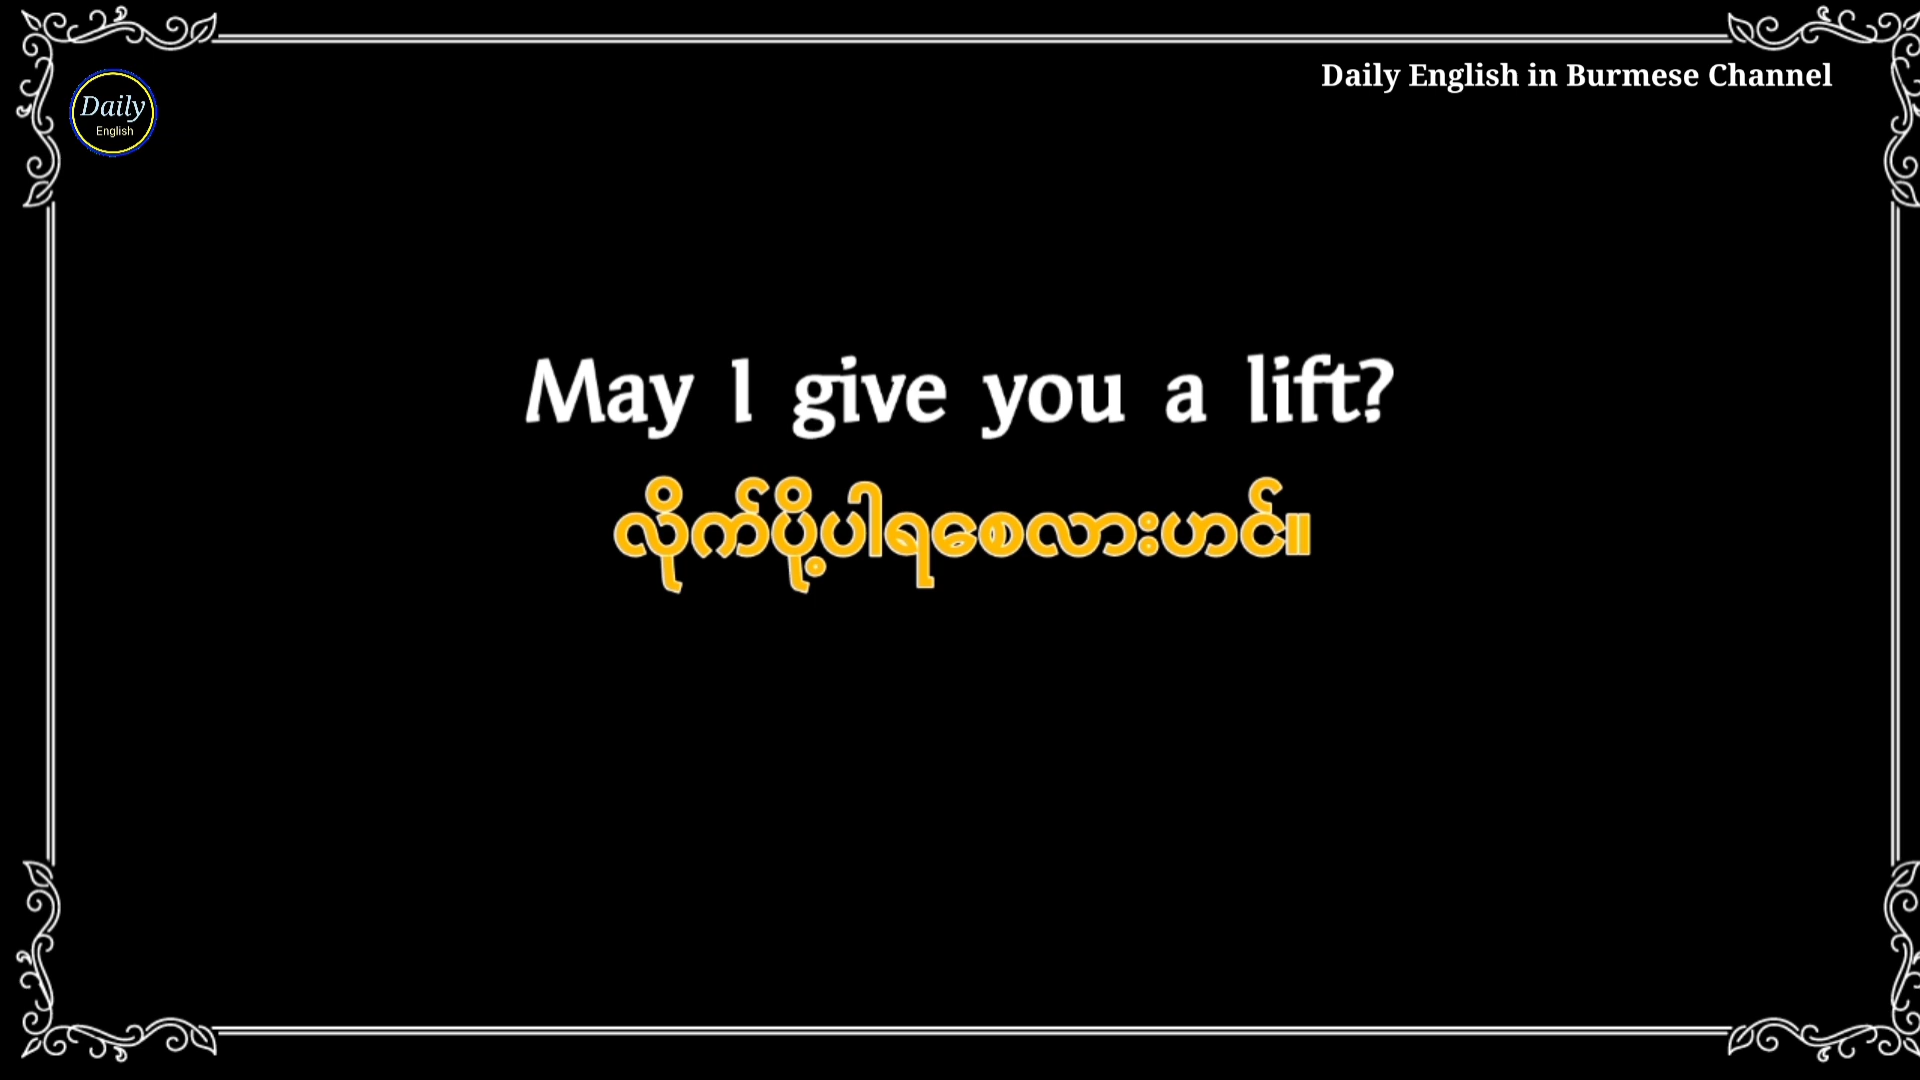 Daily English in Burmese Channel
Daily
English
May I give you a lift?
လိုက်ပို့ပါရစေလားဟင်။